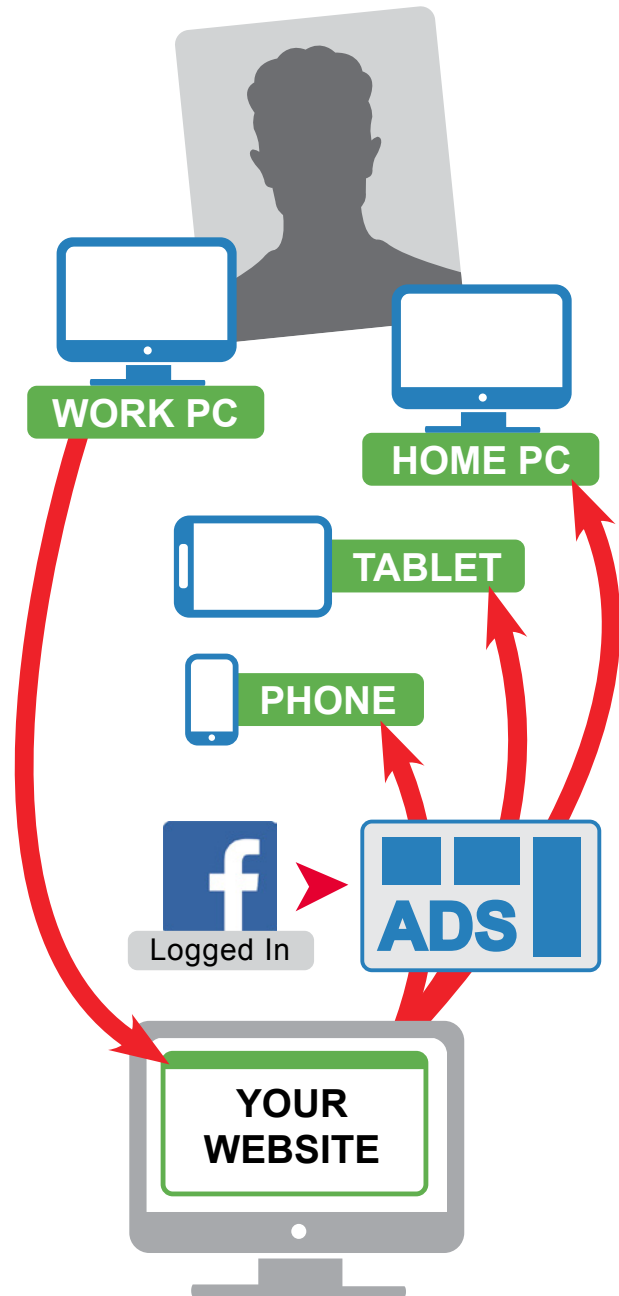 WORK PC
HOME PC
TABLET
PHONE
f
Logged In
ADS
YOUR
WEBSITE